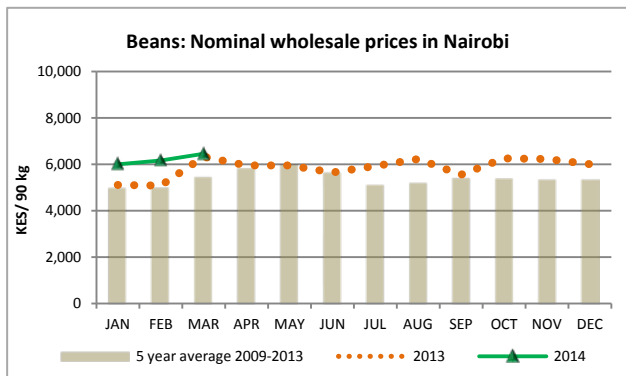 Beans: Nominal wholesale prices in Nairobi
10,000
8,000
6,000
4,000
2,000
0
KES/ 90 kg
JAN FEB MAR APR MAY JUN JUL AUG SEP OCT NOV DEC
5 year average 2009-2013 2013 2014